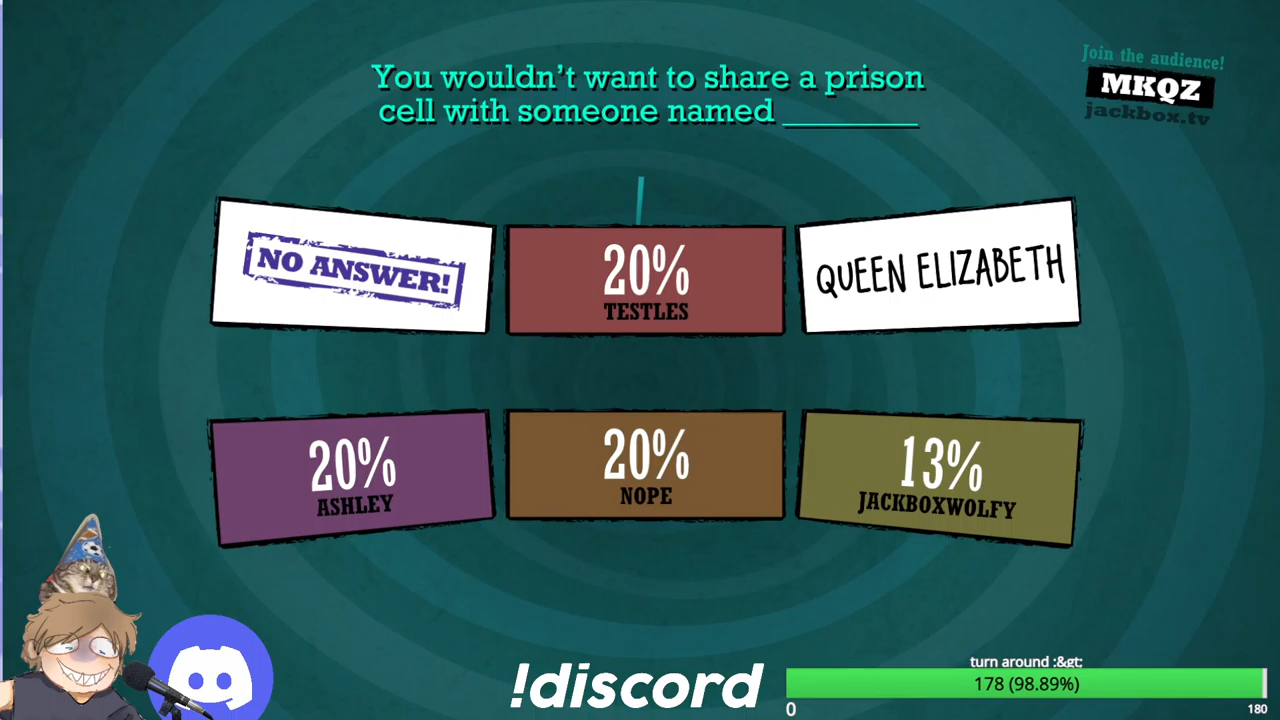 You wouldn't want to share a prison
cell with someone named ________
Join the audience!
MKQZ
jackbox.tv
NO ANSWER!
20%
TESTLES
QUEEN ELIZABETH
20%
ASHLEY
20%
NOPE
13%
JACKBOXWOLFY
!discord
turn around :&gt;
178 (98.89%)
0
180